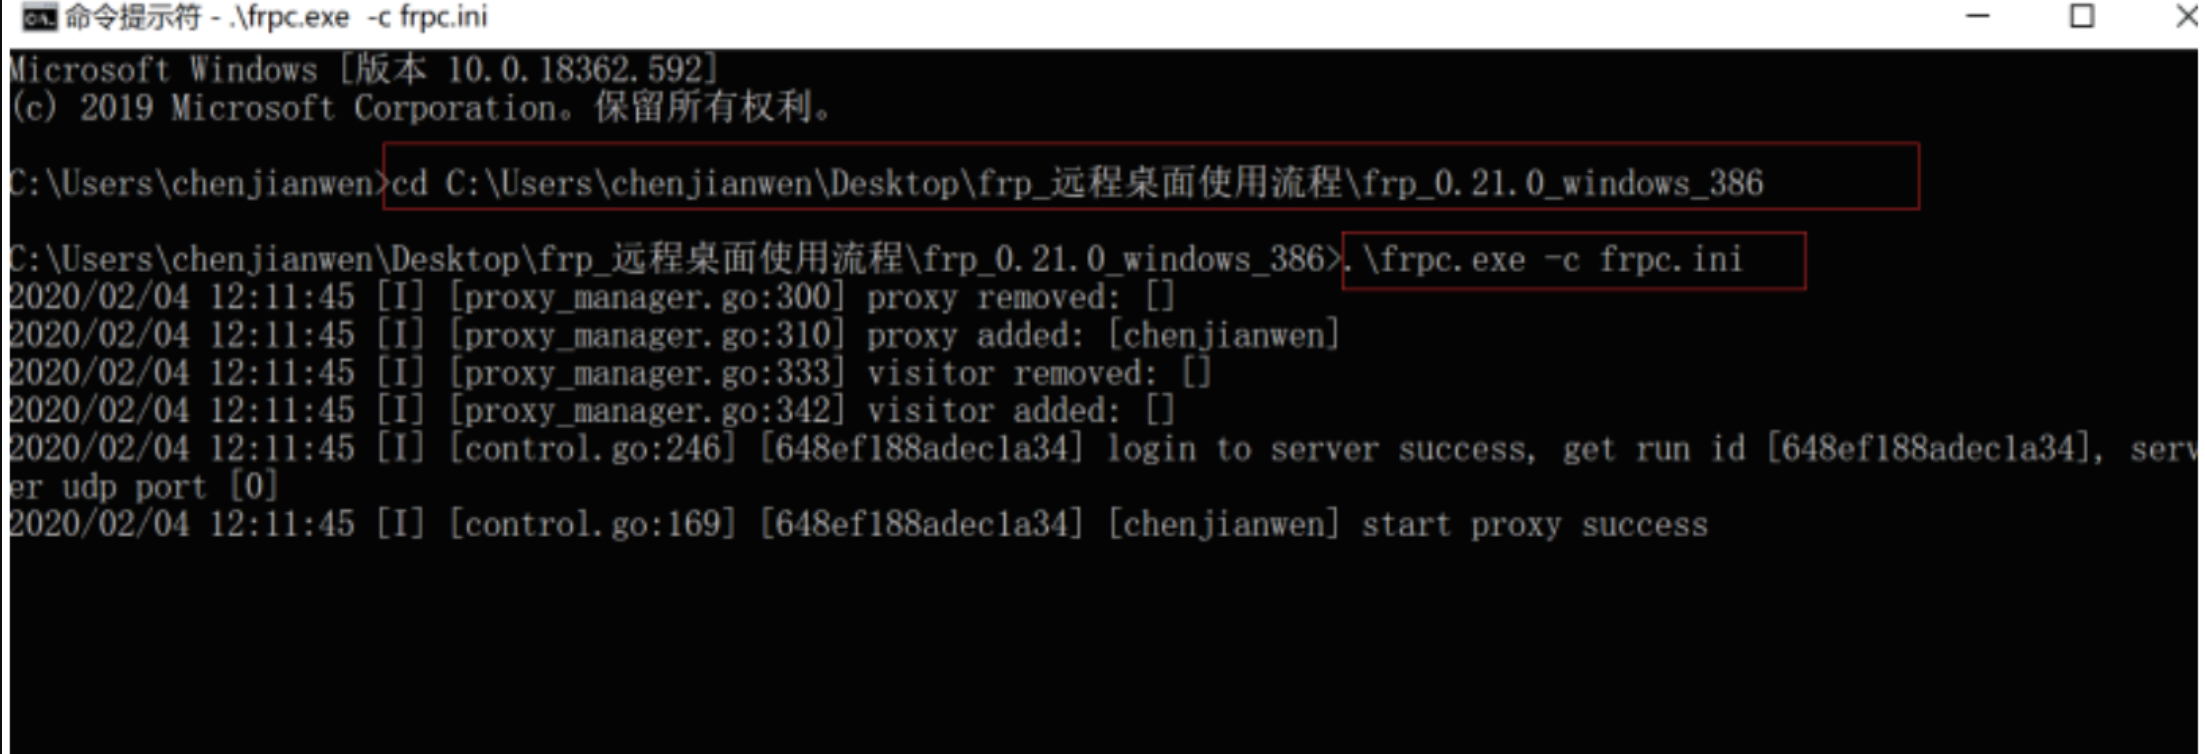 命令提示符 - .\frpc.exe -c frpc.ini
Microsoft Windows [版本 10.0.18362.592]
(c) 2019 Microsoft Corporation。保留所有权利。
C:\Users\chenjianwen>cd C:\Users\chenjianwen\Desktop\frp_远程桌面使用流程\frp_0.21.0_windows_386
C:\Users\chenjianwen\Desktop\frp_远程桌面使用流程\frp_0.21.0_windows_386>.\frpc.exe -c frpc.ini
2020/02/04 12:11:45 [I] [proxy_manager.go:300] proxy removed: []
2020/02/04 12:11:45 [I] [proxy_manager.go:310] proxy added: [chenjianwen]
2020/02/04 12:11:45 [I] [proxy_manager.go:333] visitor removed: []
2020/02/04 12:11:45 [I] [proxy_manager.go:342] visitor added: []
2020/02/04 12:11:45 [I] [control.go:246] [648ef188adec1a34] login to server success, get run id [648ef188adec1a34], serv
er udp port [0]
2020/02/04 12:11:45 [I] [control.go:169] [648ef188adec1a34] [chenjianwen] start proxy success